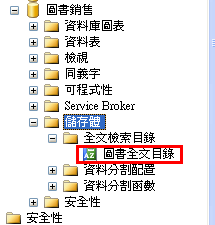 圖書銷售
資料庫圖表
資料表
檢視
同義字
可程式性
Service Broker
儲存體
全文檢索目錄
圖書全文目錄
資料分割配置
資料分割函數
安全性
安全性